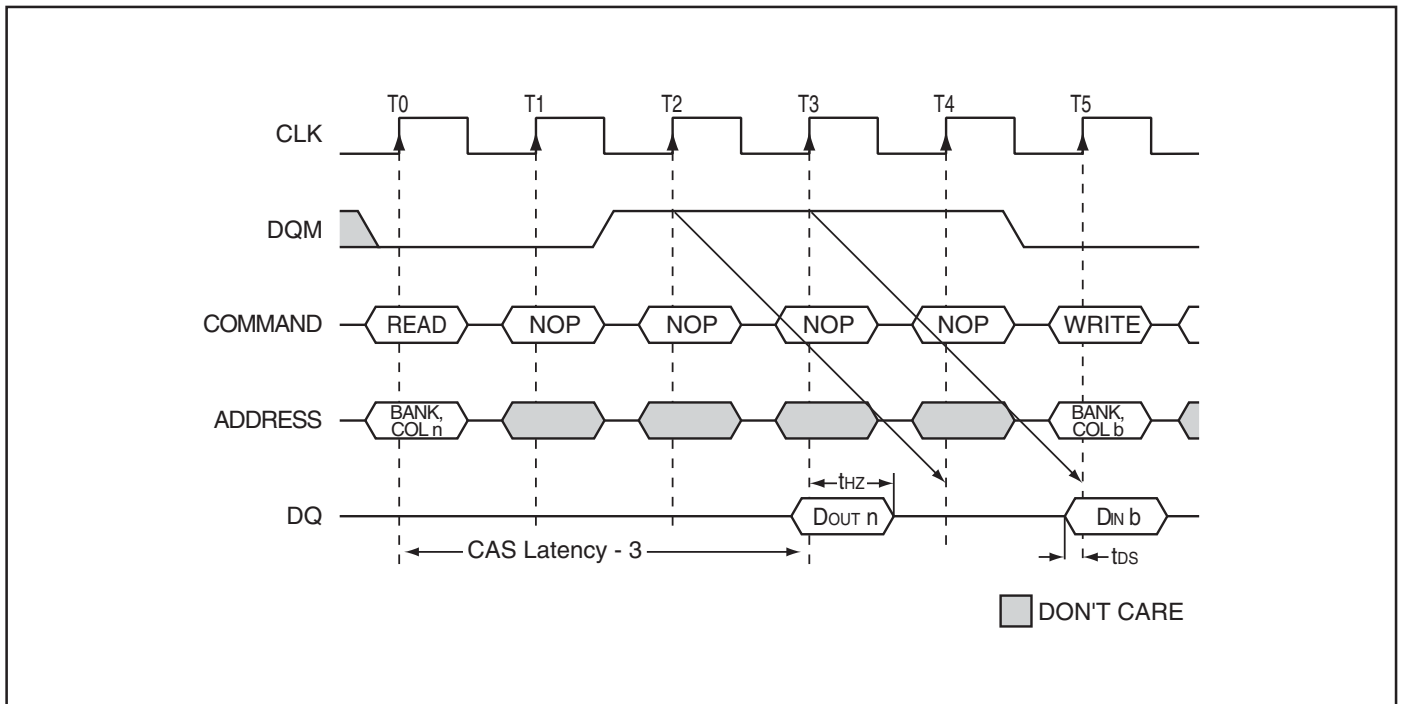 T0 T1 T2 T3 T4 T5
CLK
DQM
COMMAND READ NOP NOP NOP NOP WRITE
ADDRESS BANK, COL n BANK, COL b
tHZ
DQ DOUT n DIN b
CAS Latency - 3 tDS
DON'T CARE